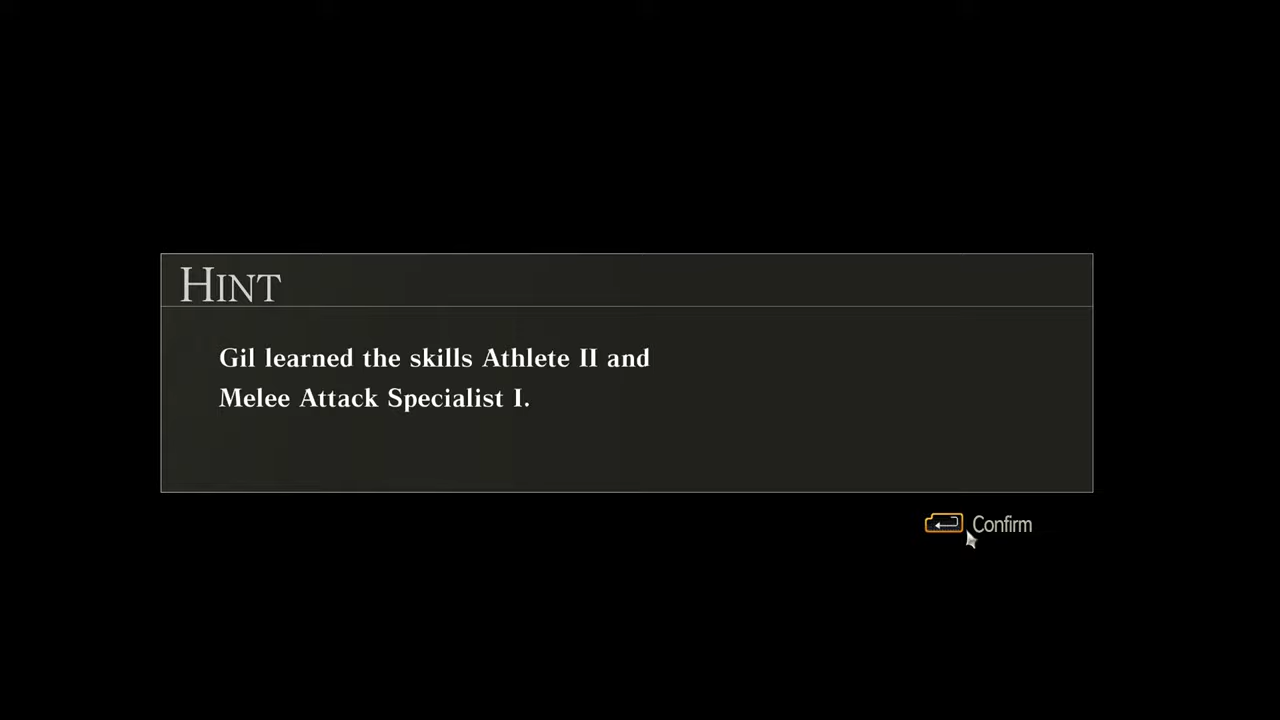 HINT
Gil learned the skills Athlete II and
Melee Attack Specialist I.
Confirm